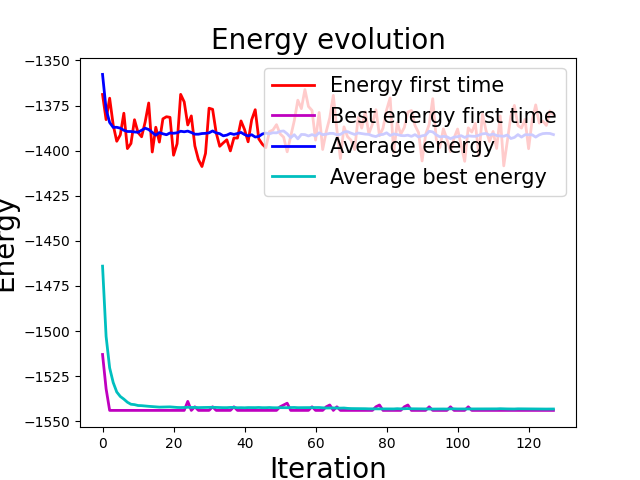 Energy evolution
Energy
−1350
−1375
−1400
−1425
−1450
−1475
−1500
−1525
−1550
Energy first time
Best energy first time
Average energy
Average best energy
0 20 40 60 80 100 120
Iteration